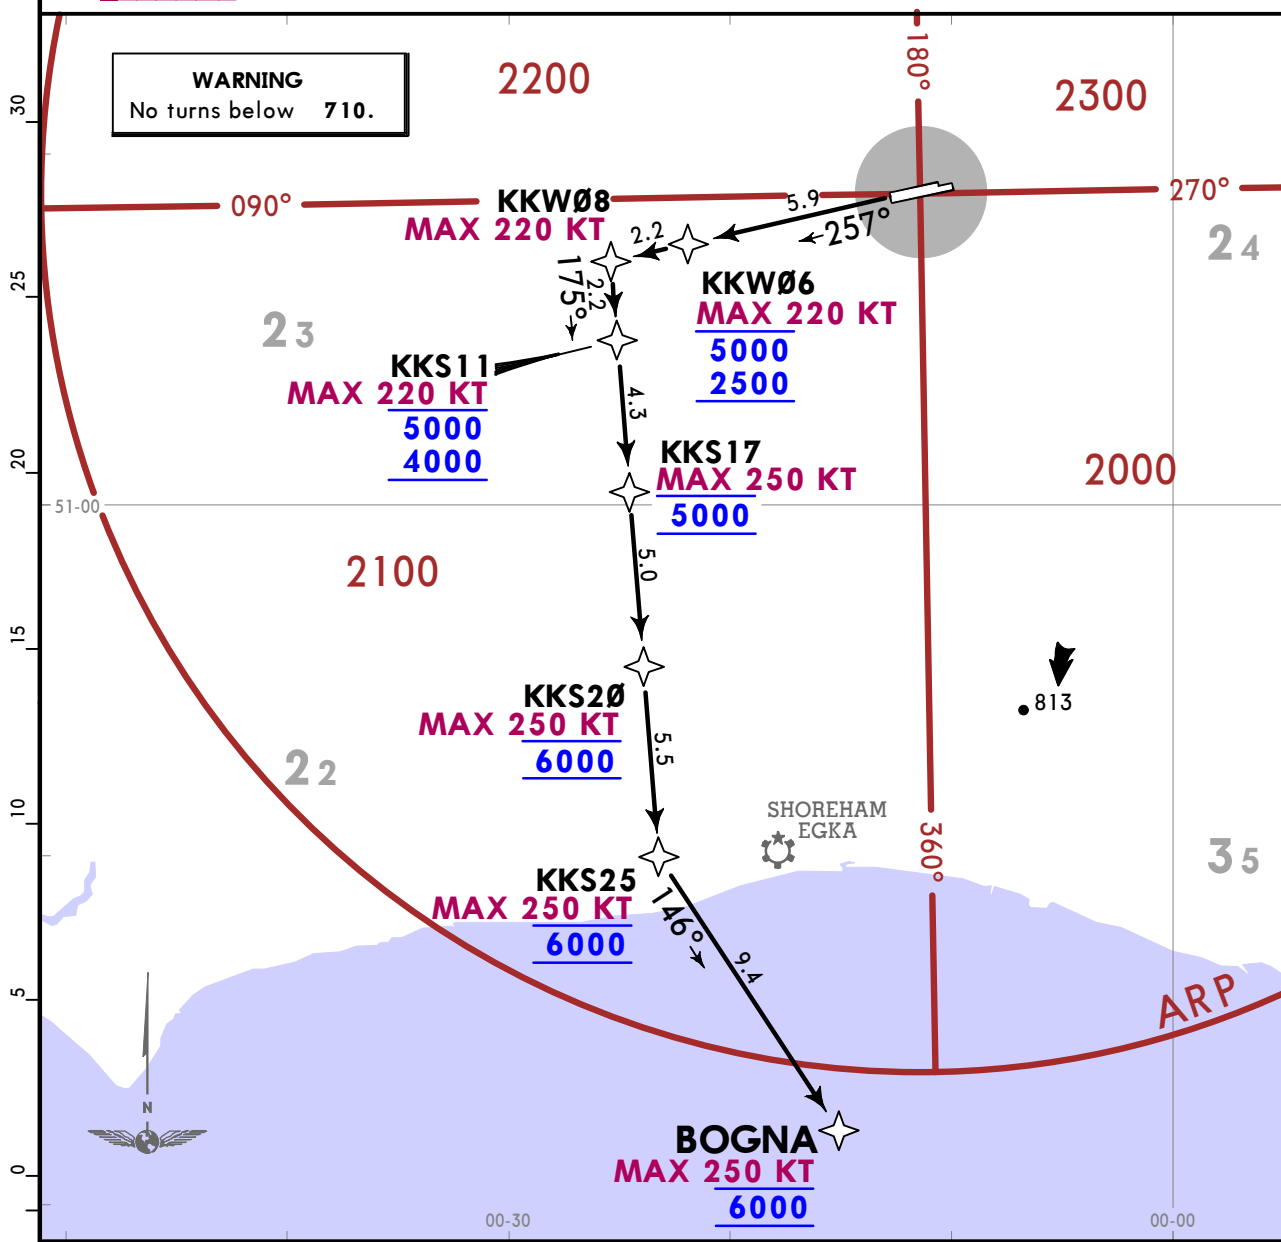 WARNING
No turns below 710.
2200
180°
2300
30
090°
270°
KKWØ8
MAX 220 KT
5.9
257°
2.2
24
175°
2.2
KKWØ6
MAX 220 KT
5000
2500
25
23
KKS11
MAX 220 KT
5000
4000
4.3
KKS17
MAX 250 KT
5000
20
2000
51-00
2100
5.0
15
KKS2Ø
MAX 250 KT
6000
813
5.5
22
10
SHOREHAM
EGKA
360°
35
KKS25
MAX 250 KT
6000
146°
9.4
5
ARP
N
BOGNA
MAX 250 KT
6000
0
00-30
00-00